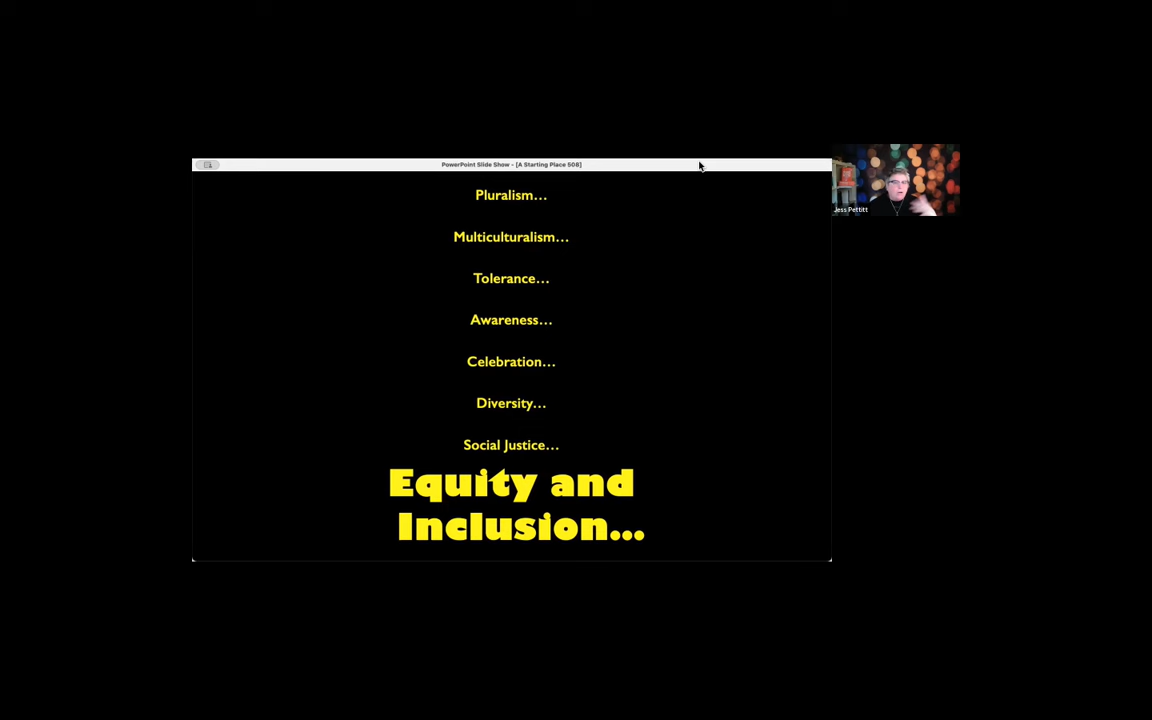 PowerPoint Slide Show - [A Starting Place 508]
Pluralism…
Multiculturalism…
Tolerance…
Awareness…
Celebration…
Diversity…
Social Justice…
Equity and
Inclusion...
Jess Pettitt